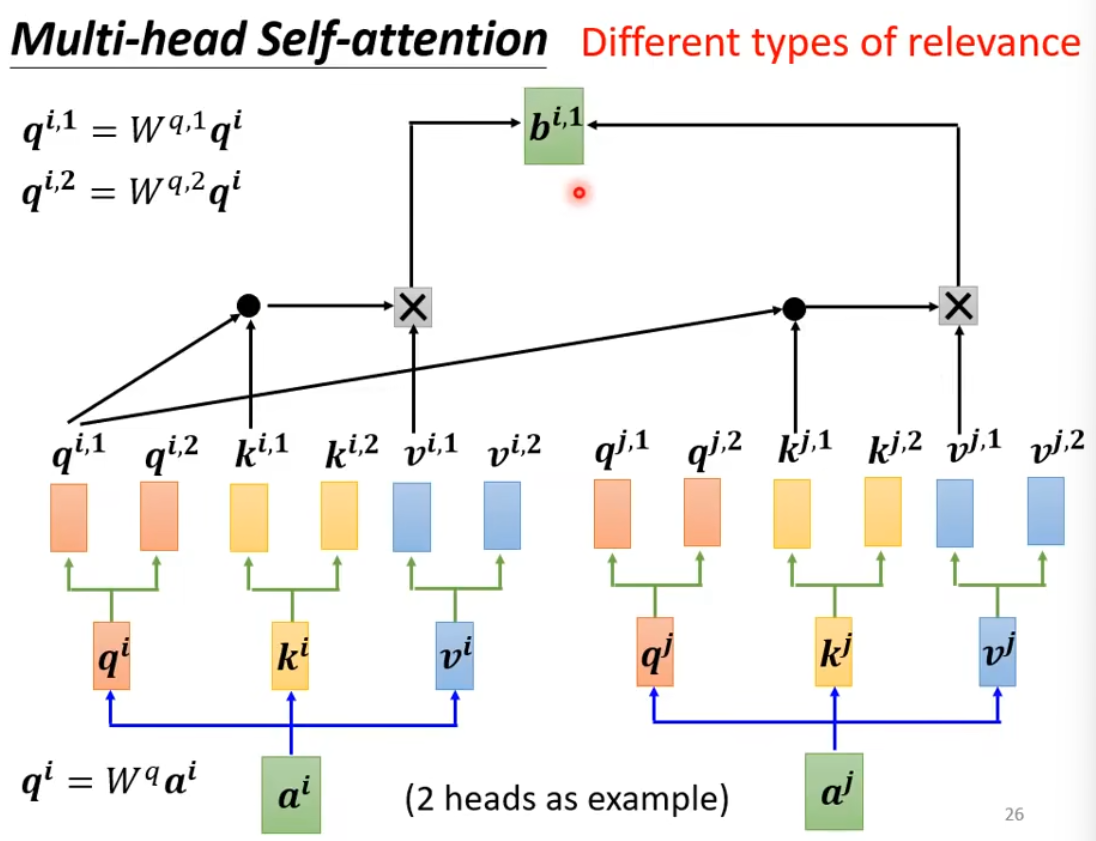 Multi-head Self-attention Different types of relevance
b^{i,1}
q^{i,1} = W^{q,1}q^i
q^{i,2} = W^{q,2}q^i
q^{i,1} q^{i,2} k^{i,1} k^{i,2} v^{i,1} v^{i,2} q^{j,1} q^{j,2} k^{j,1} k^{j,2} v^{j,1} v^{j,2}
q^i k^i v^i q^j k^j v^j
q^i = W^q a^i
a^i (2 heads as example) a^j
26